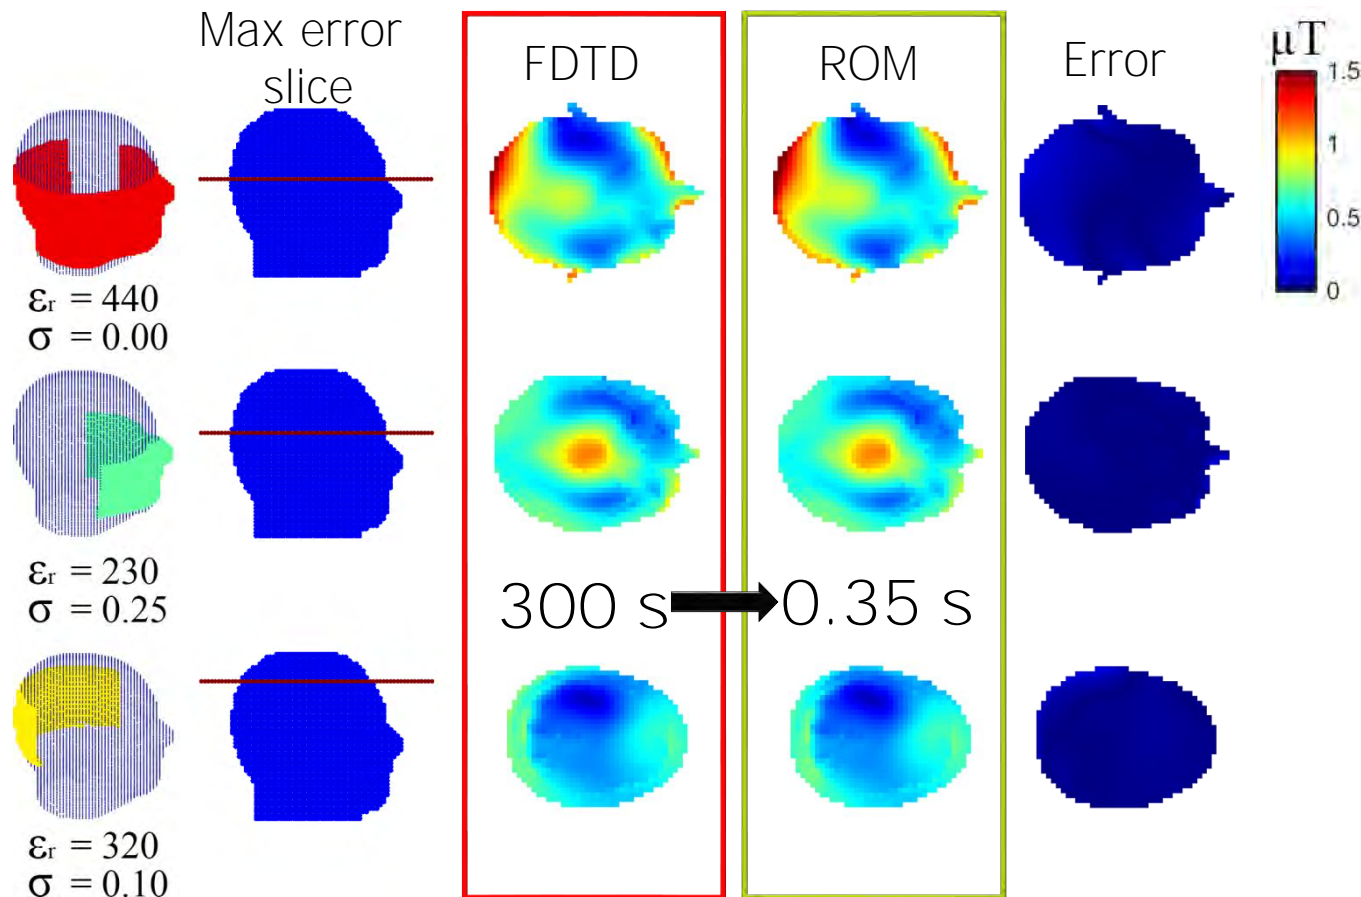 Max error
slice
FDTD
ROM
Error
μT
1.5
1
0.5
0
εr = 440
σ = 0.00
εr = 230
σ = 0.25
300 s
0.35 s
εr = 320
σ = 0.10